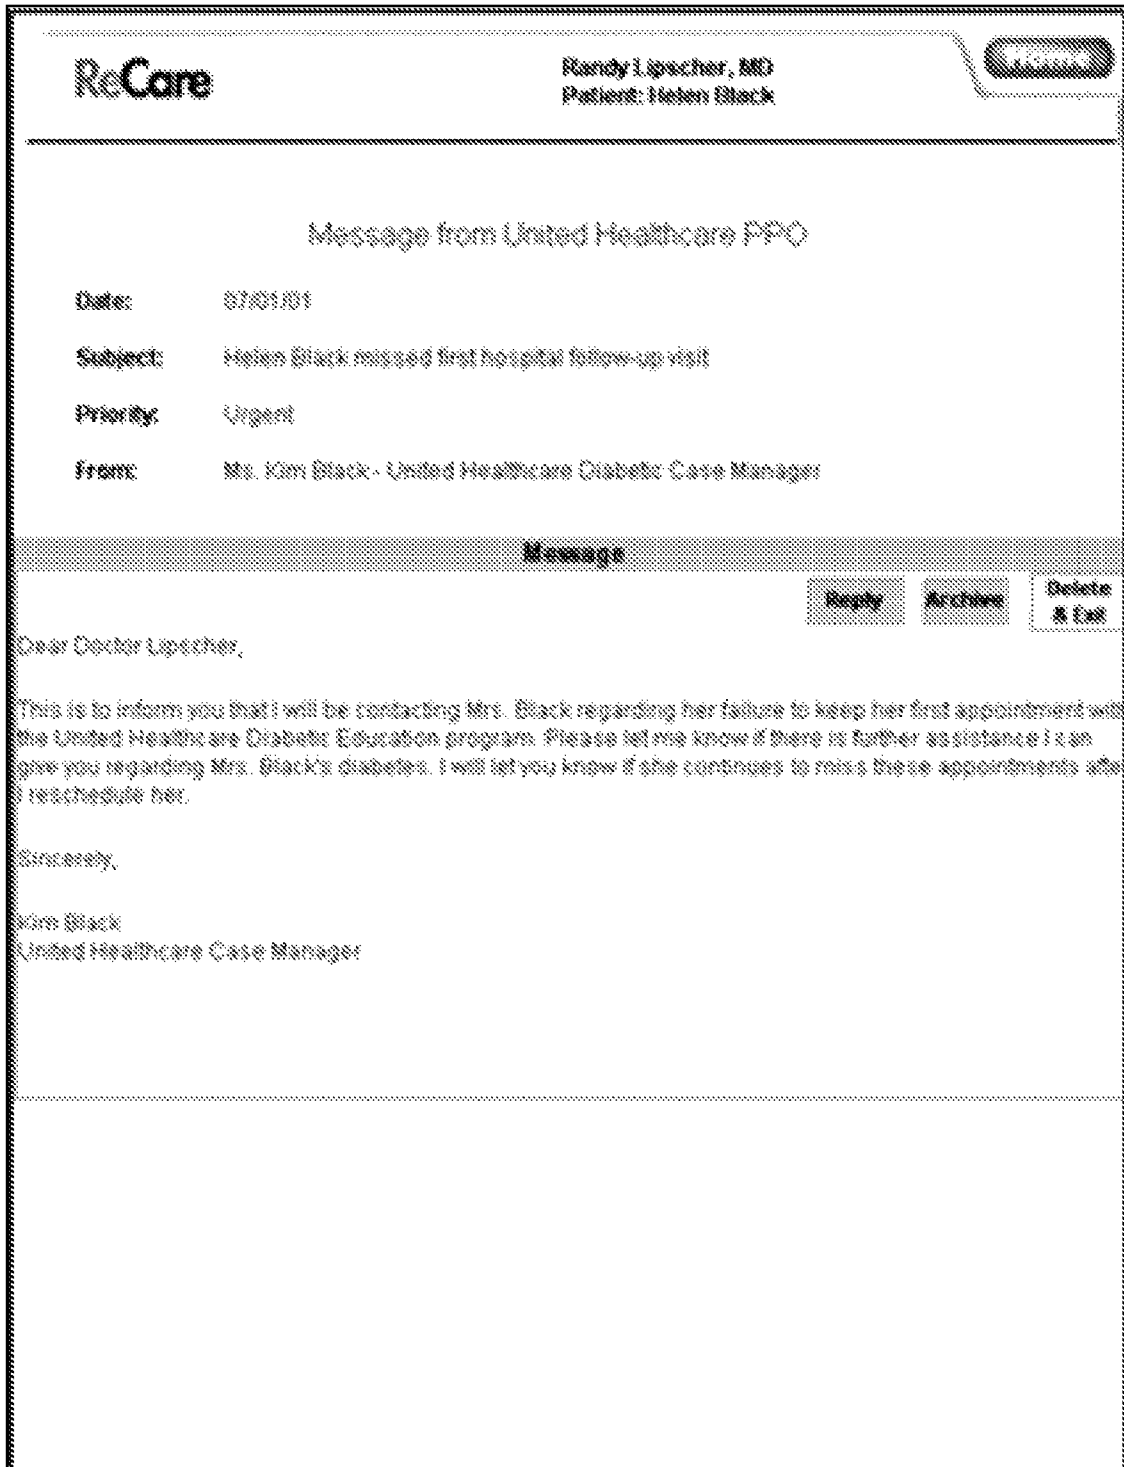 ReCare
Randy Lipscher, MD
Patient: Helen Black
Home
Message from United Healthcare PPO
Date: 07/01/01
Subject: Helen Black missed first hospital follow-up visit
Priority: Urgent
From: Ms. Kim Black - United Healthcare Diabetic Case Manager
Message
Reply Archive Delete
& Exit
Dear Doctor Lipscher,
This is to inform you that I will be contacting Mrs. Black regarding her failure to keep her first appointment with
the United Healthcare Diabetic Education program. Please let me know if there is further assistance I can
give you regarding Mrs. Black's diabetes. I will let you know if she continues to miss these appointments after
I reschedule her.
Sincerely,
Kim Black
United Healthcare Case Manager